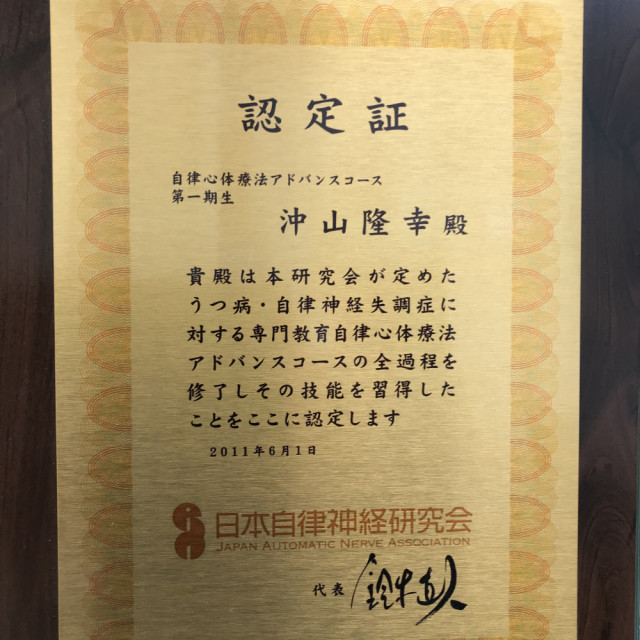 認定証
自律心体療法アドバンスコース
第一期生
沖山隆幸殿
貴殿は本研究会が定めた
うつ病・自律神経失調症に
対する専門教育自律心体療法
アドバンスコースの全過程を
修了しその技能を習得した
ことをここに認定します
2011年6月1日
日本自律神経研究会
JAPAN AUTOMATIC NERVE ASSOCIATION
代表 鈴木直人